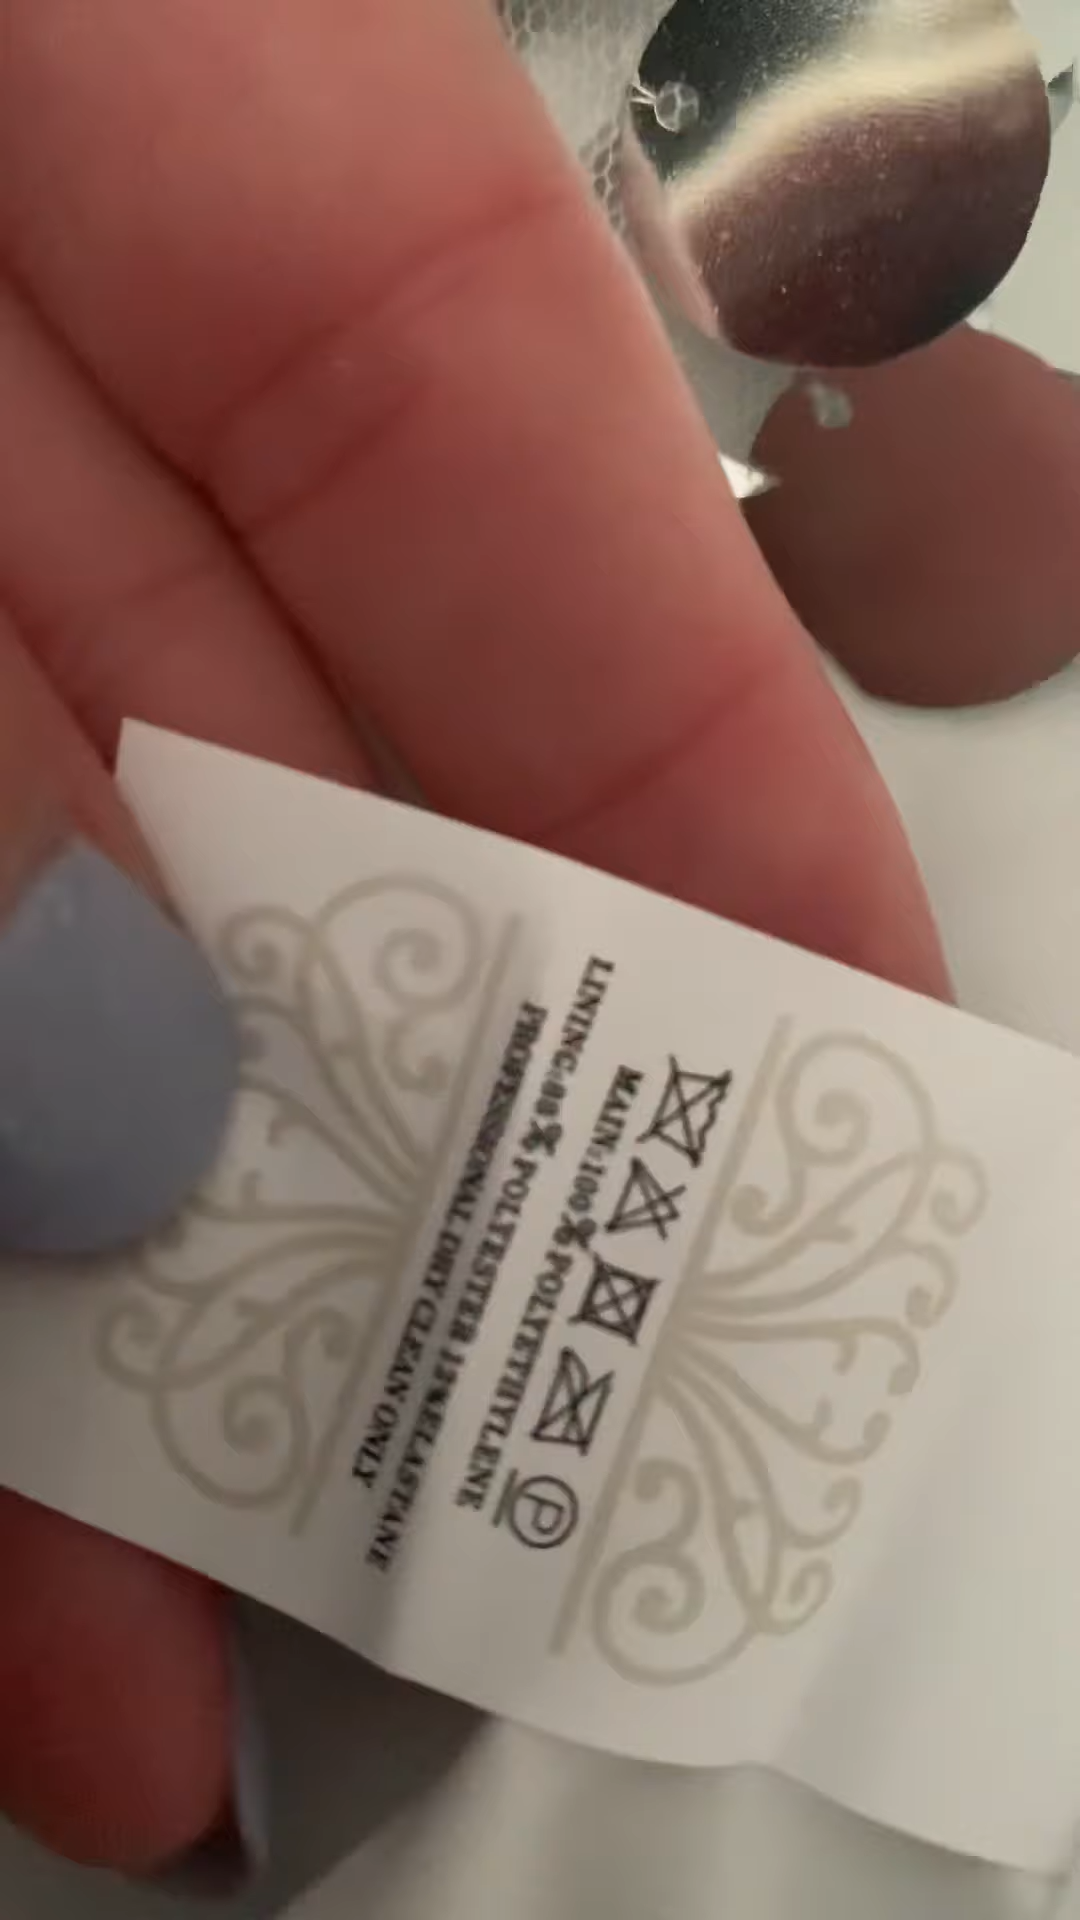 MAIN:100%POLYETHYLENE
LINING:88%POLYESTER 12%ELASTANE
PROFESSIONAL DRY CLEAN ONLY